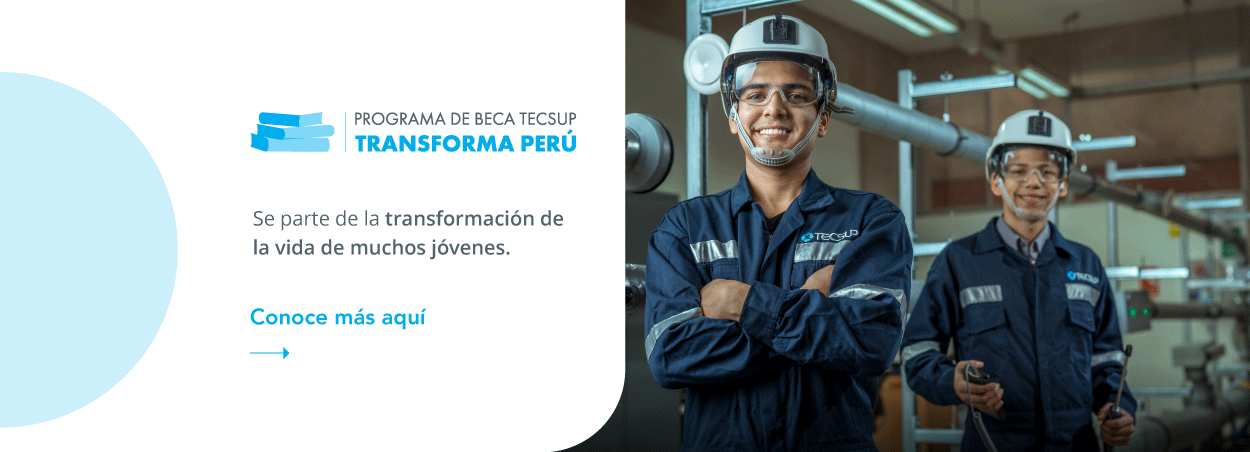 PROGRAMA DE BECA TECSUP
TRANSFORMA PERÚ
Se parte de la transformación de
la vida de muchos jóvenes.
Conoce más aquí
TECSUP
TECSUP